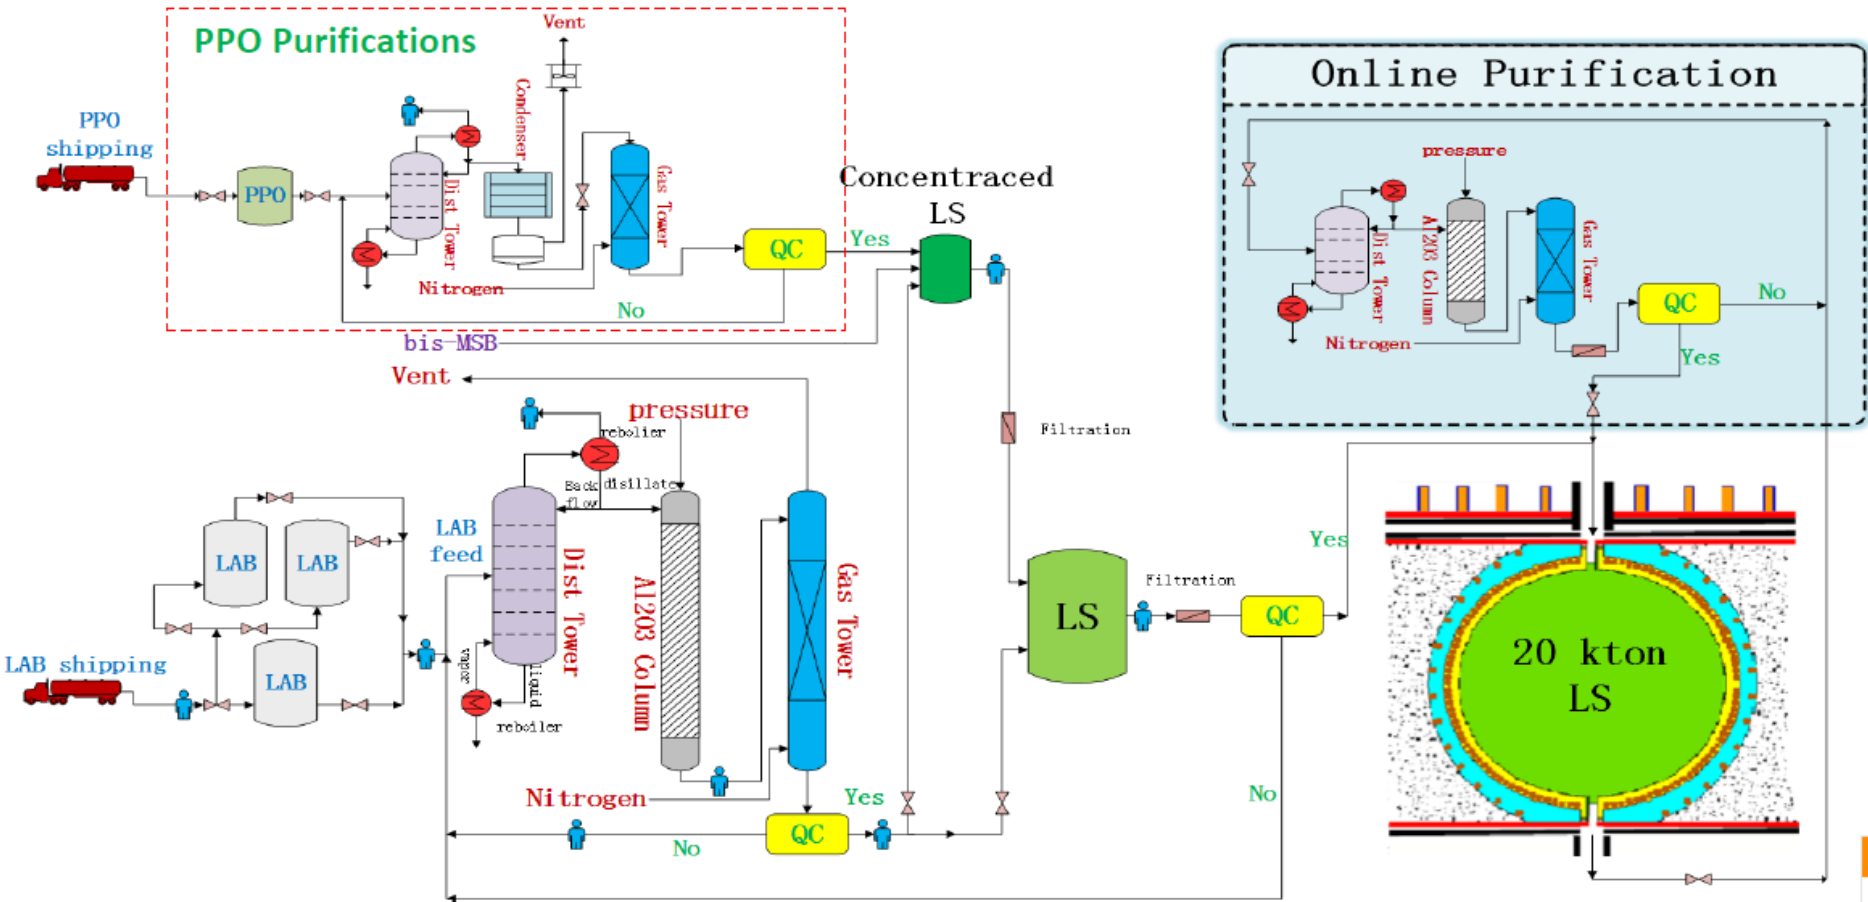 PPO Purifications
Vent
PPO
shipping
PPO
Condenser
Dist Tower
Gas Tower
Nitrogen
QC
Yes
No
Concentraced
LS
bis-MSB
Vent
Online Purification
pressure
Dist Tower
Al2O3 Column
Gas Tower
Nitrogen
QC
No
Yes
pressure
rebolier
Back
flow
disillate
LAB
feed
LAB
LAB
LAB
LAB shipping
Dist Tower
vapor
liquid
reboiler
Al2O3 Column
Gas Tower
Nitrogen
QC
Yes
No
Filtration
LS
Filtration
QC
Yes
No
20 kton
LS